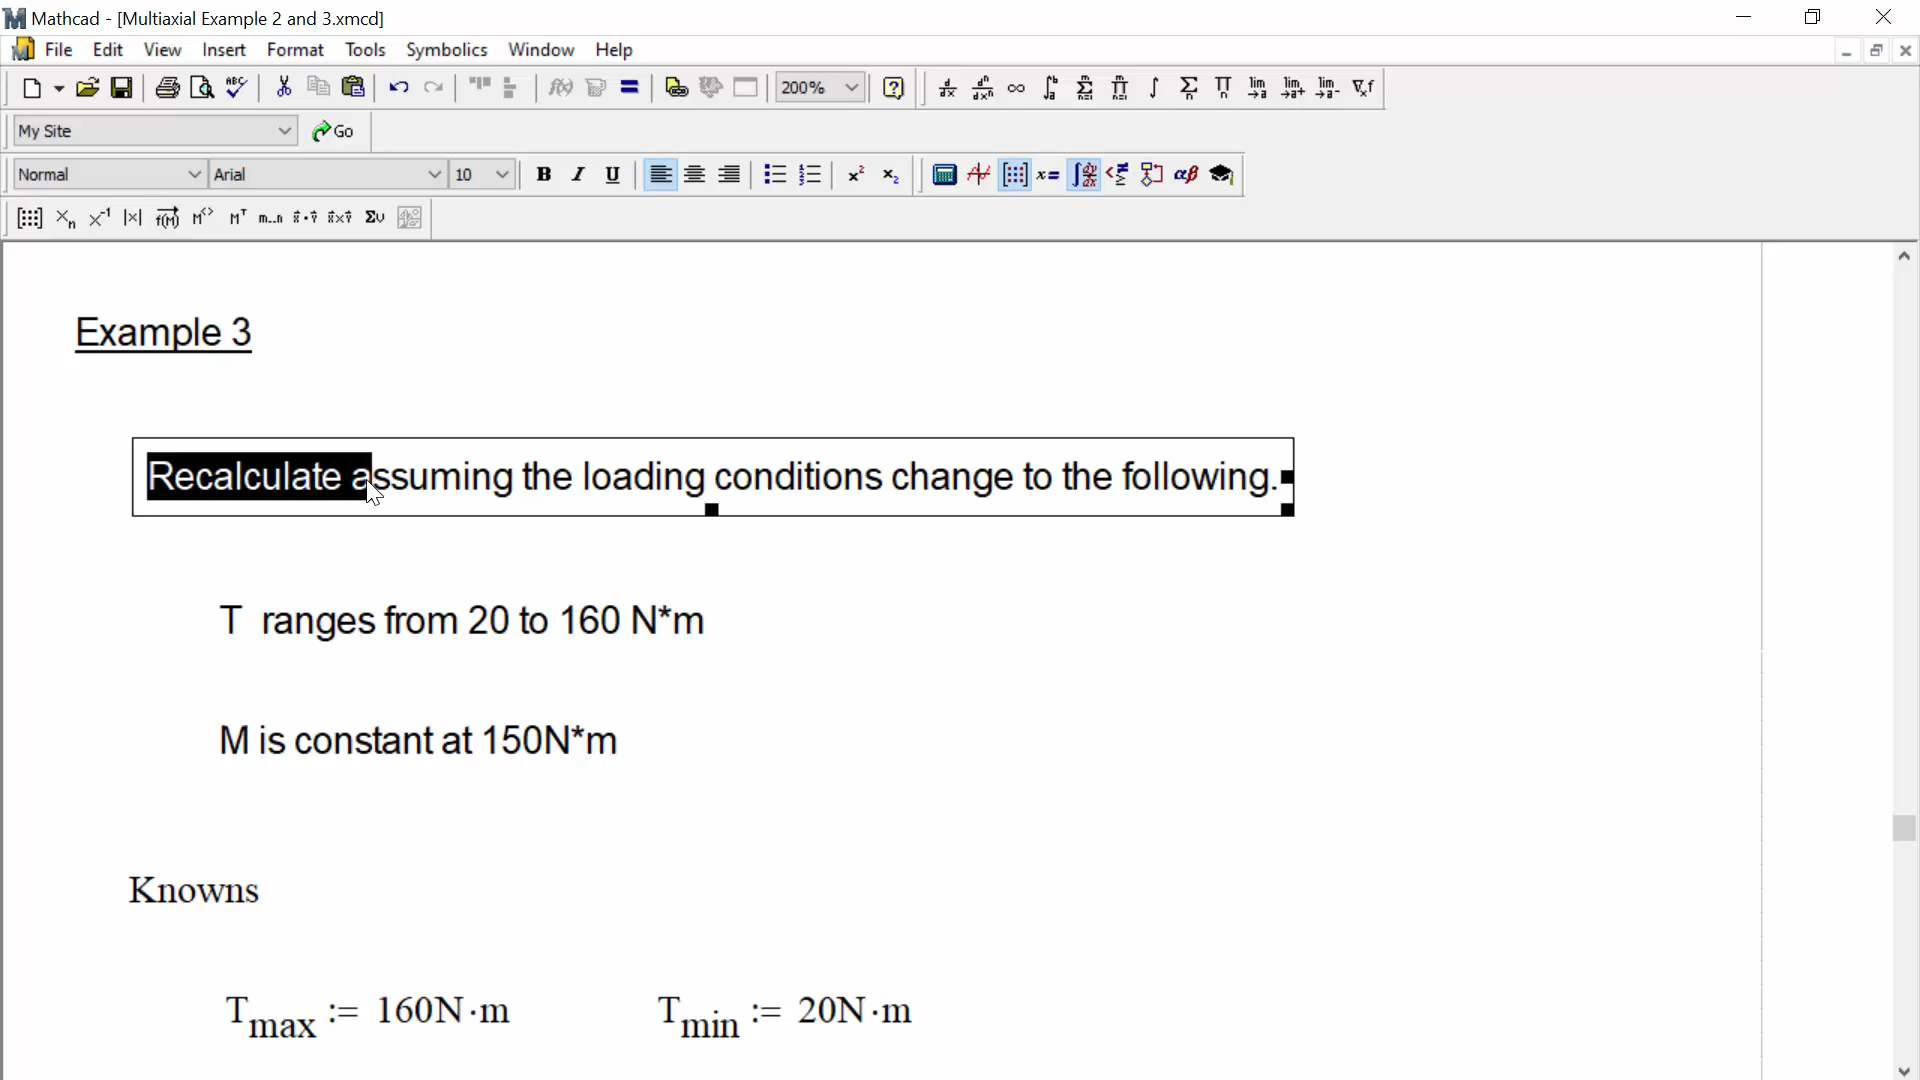 Mathcad - [Multiaxial Example 2 and 3.xmcd]
File Edit View Insert Format Tools Symbolics Window Help
200%
My Site Go
Normal Arial 10 B I U
Example 3
Recalculate assuming the loading conditions change to the following.
T ranges from 20 to 160 N*m
M is constant at 150N*m
Knowns
T_max := 160N·m T_min := 20N·m